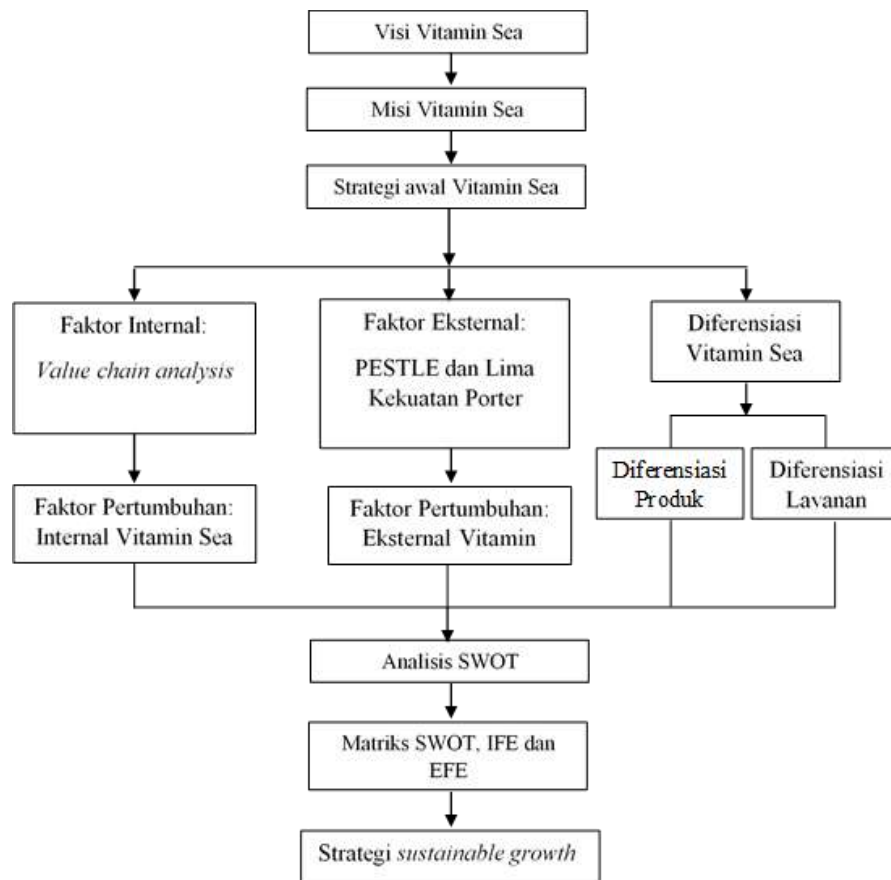 Visi Vitamin Sea
Misi Vitamin Sea
Strategi awal Vitamin Sea
Faktor Internal:
Value chain analysis
Faktor Eksternal:
PESTLE dan Lima
Kekuatan Porter
Diferensiasi
Vitamin Sea
Diferensiasi
Produk
Diferensiasi
Layanan
Faktor Pertumbuhan:
Internal Vitamin Sea
Faktor Pertumbuhan:
Eksternal Vitamin
Analisis SWOT
Matriks SWOT, IFE dan
EFE
Strategi sustainable growth